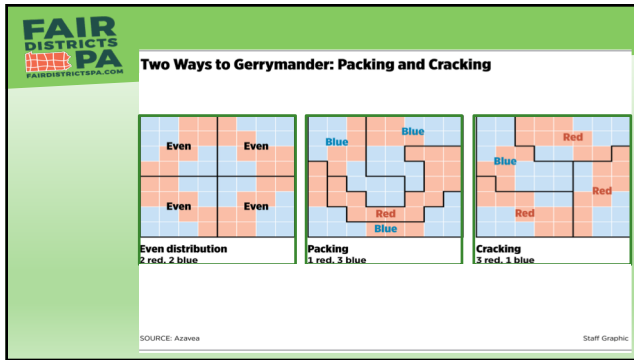 FAIR
DISTRICTS
PA
FAIRDISTRICTSPA.COM
Two Ways to Gerrymander: Packing and Cracking
Even Even
Even Even
Even distribution
2 red, 2 blue
Blue Blue
Red
Blue
Packing
1 red, 3 blue
Red
Blue
Red
Red
Cracking
3 red, 1 blue
SOURCE: Azavea
Staff Graphic